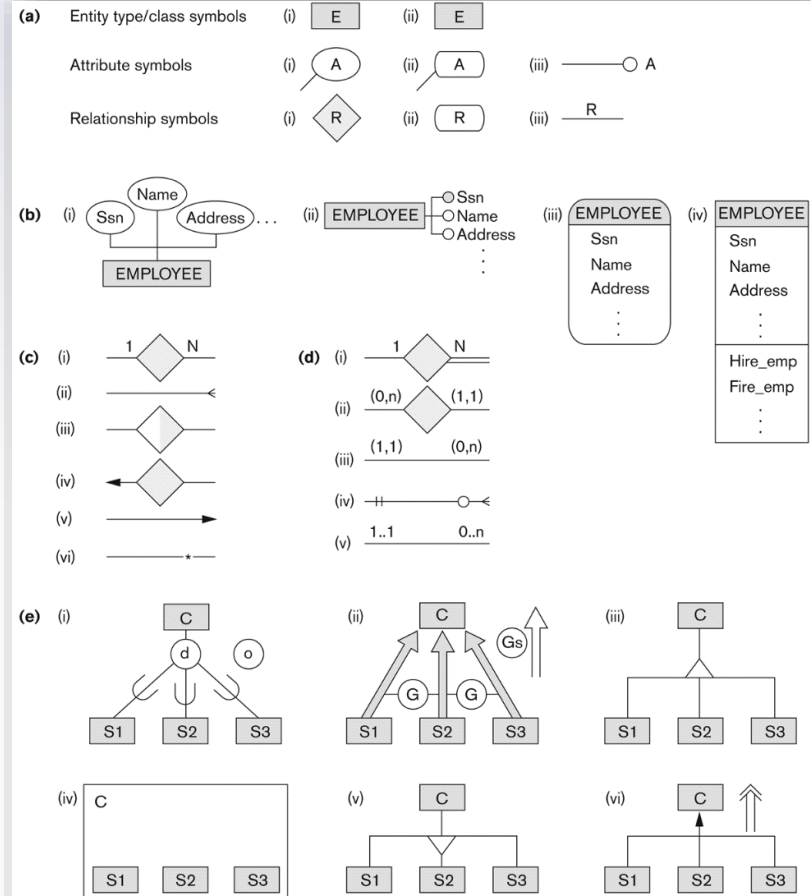 (a) Entity type/class symbols (i) E (ii) E
Attribute symbols (i) A (ii) A (iii) A
Relationship symbols (i) R (ii) R (iii) R
(b) (i) Ssn Name Address ...
EMPLOYEE
(ii) EMPLOYEE Ssn
Name
Address
(iii) EMPLOYEE
Ssn
Name
Address
(iv) EMPLOYEE
Ssn
Name
Address
Hire_emp
Fire_emp
(c) (i) 1 N
(ii)
(iii)
(iv)
(v)
(vi) *
(d) (i) 1 N
(ii) (0,n) (1,1)
(iii) (1,1) (0,n)
(iv)
(v) 1..1 0..n
(e) (i) C
d o
S1 S2 S3
(ii) C
Gs
G G
S1 S2 S3
(iii) C
S1 S2 S3
(iv) C
S1 S2 S3
(v) C
S1 S2 S3
(vi) C
S1 S2 S3